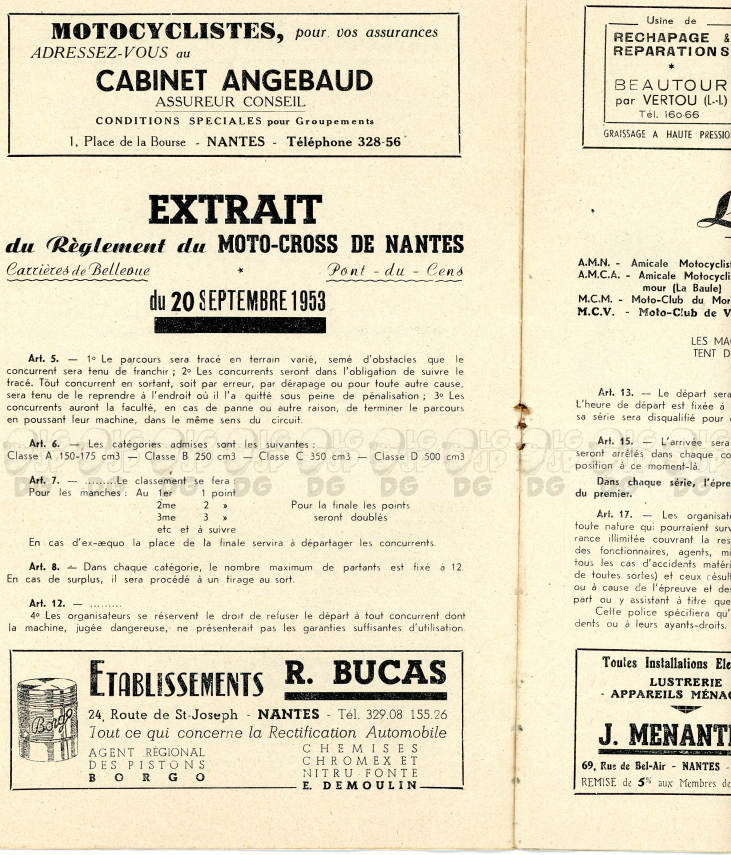 MOTOCYCLISTES, pour vos assurances
ADRESSEZ-VOUS au
CABINET ANGEBAUD
ASSUREUR CONSEIL
CONDITIONS SPECIALES pour Groupements
1, Place de la Bourse - NANTES - Téléphone 328-56
EXTRAIT
du Règlement du MOTO-CROSS DE NANTES
Carrières de Bellevue * Pont-du-Cens
du 20 SEPTEMBRE 1953
Art. 5. — 1º Le parcours sera tracé en terrain varié, semé d'obstacles que le
concurrent sera tenu de franchir ; 2º Les concurrents seront dans l'obligation de suivre le
tracé. Tout concurrent en sortant, soit par erreur, par dérapage ou pour toute autre cause,
sera tenu de le reprendre à l'endroit où il l'a quitté sous peine de pénalisation ; 3º Les
concurrents auront la faculté, en cas de panne ou autre raison, de terminer le parcours
en poussant leur machine, dans le même sens du circuit.
Art. 6. — Les catégories admises sont les suivantes :
Classe A 150-175 cm3 — Classe B 250 cm3 — Classe C 350 cm3 — Classe D 500 cm3
Art. 7. — ........Le classement se fera :
Pour les manches : Au 1er 1 point
2me 2 » Pour la finale les points
3me 3 » seront doublés
etc et à suivre
En cas d'ex-æquo la place de la finale servira à départager les concurrents.
Art. 8. — Dans chaque catégorie, le nombre maximum de partants est fixé à 12.
En cas de surplus, il sera procédé à un tirage au sort.
Art. 12. — .........
4º Les organisateurs se réservent le droit de refuser le départ à tout concurrent dont
la machine, jugée dangereuse, ne présenterait pas les garanties suffisantes d'utilisation.
ETABLISSEMENTS R. BUCAS
24, Route de St-Joseph - NANTES - Tél. 329.08 155.26
Tout ce qui concerne la Rectification Automobile
Borgo
AGENT RÉGIONAL
DES PISTONS
BORGO
CHEMISES
CHROMEX ET
NITRU FONTE
E. DEMOULIN
Usine de
RECHAPAGE &
REPARATIONS
*
BEAUTOUR
par VERTOU (L.-I.)
Tél. 160-66
GRAISSAGE A HAUTE PRESSIO
A.M.N. - Amicale Motocyclist
A.M.C.A. - Amicale Motocycli
mour (La Baule)
M.C.M. - Moto-Club du Mor
M.C.V. - Moto-Club de V
LES MA
TENT D
Art. 13. — Le départ sera
L'heure de départ est fixée à
sa série sera disqualifié pour
Art. 15. — L'arrivée sera
seront arrêtés dans chaque co
position à ce moment-là.
Dans chaque série, l'épre
du premier.
Art. 17. — Les organisate
toute nature qui pourraient surv
rance illimitée couvrant la res
des fonctionnaires, agents, mi
tous les cas d'accidents matéri
de toutes sortes) et ceux résult
ou à cause de l'épreuve et des
part ou y assistant à titre que
Cette police spécifiera qu'
dents ou à leurs ayants-droits.
Toutes Installations Ele
LUSTRERIE
- APPAREILS MÉNAG
J. MENANT
69, Rue de Bel-Air - NANTES -
REMISE de 5% aux Membres de